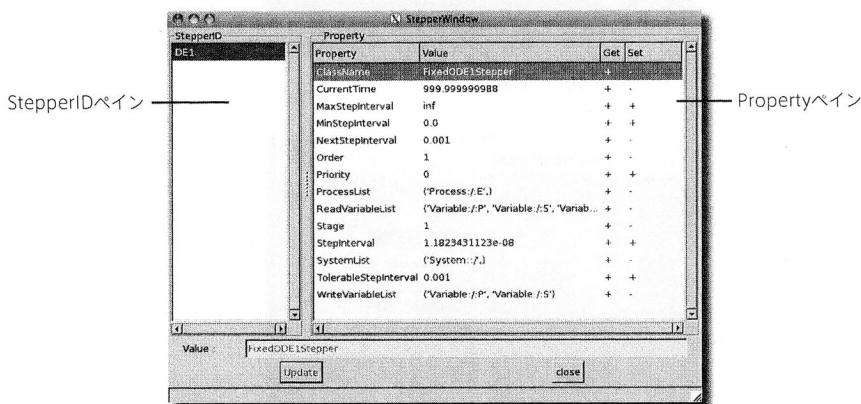 StepperWindow
StepperID
Property
DE1
Property Value Get Set
ClassName FixedODE1Stepper + -
CurrentTime 999.999999988 + -
MaxStepInterval inf + +
MinStepInterval 0.0 + +
NextStepInterval 0.001 + -
Order 1 + -
Priority 0 + +
ProcessList ('Process:/:E',) + -
ReadVariableList ('Variable:/:P', 'Variable:/:S', 'Variab... + -
Stage 1 + -
StepInterval 1.1823431123e-08 + +
SystemList ('System::/',) + -
TolerableStepInterval 0.001 + +
WriteVariableList ('Variable:/:P', 'Variable:/:S') + -
StepperIDペイン
Propertyペイン
Value : FixedODE1Stepper
Update
close